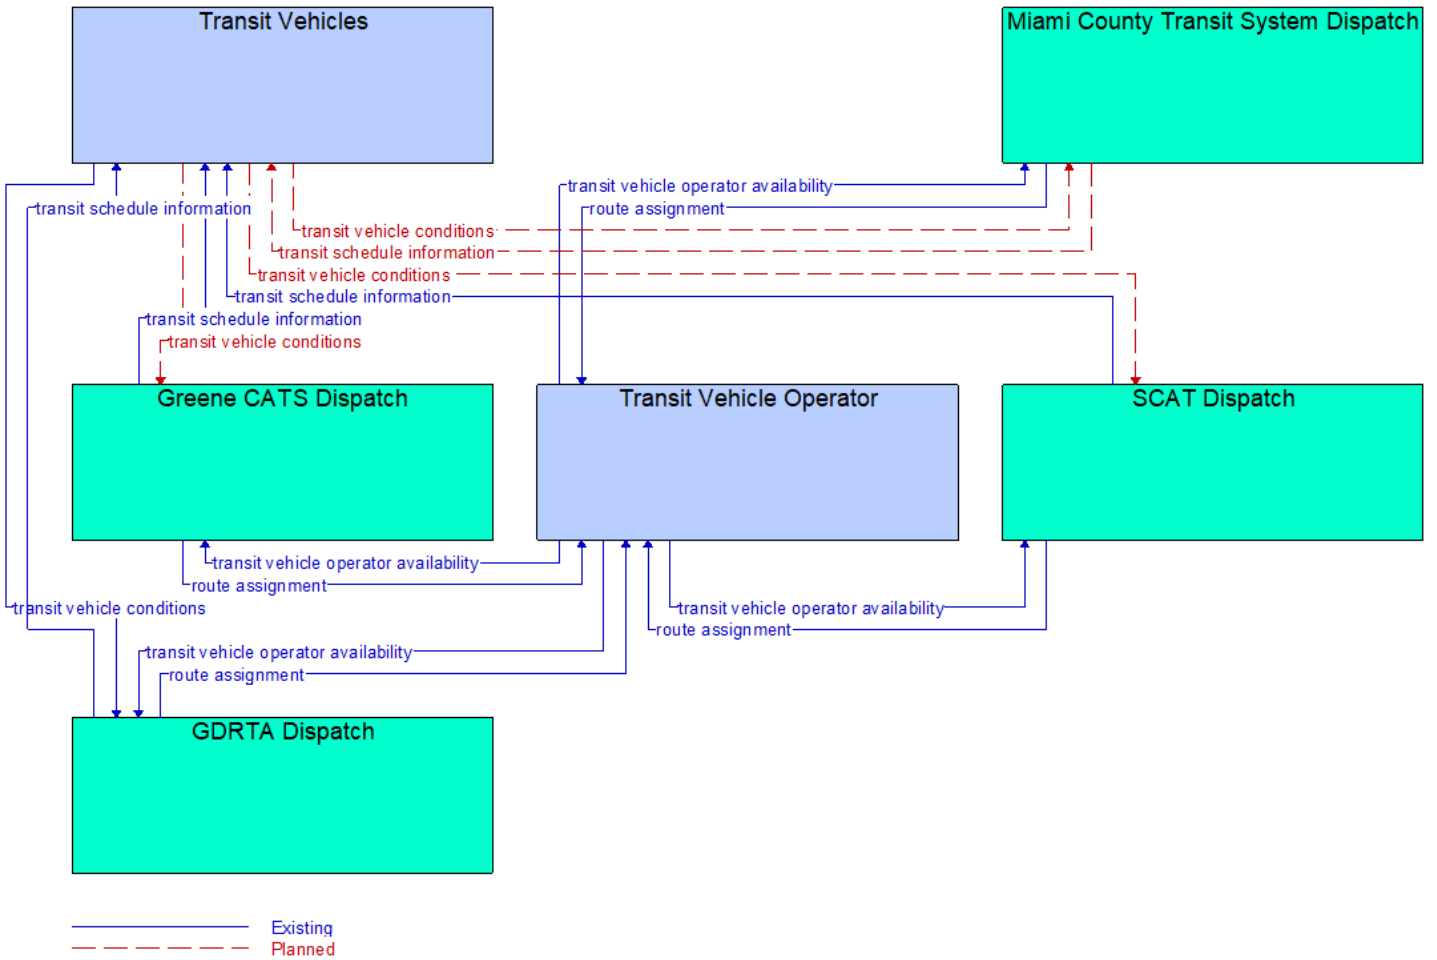 Transit Vehicles
Miami County Transit System Dispatch
transit vehicle operator availability
transit schedule information
route assignment
transit vehicle conditions
transit schedule information
transit vehicle conditions
transit schedule information
transit schedule information
transit vehicle conditions
Greene CATS Dispatch
Transit Vehicle Operator
SCAT Dispatch
transit vehicle operator availability
route assignment
transit vehicle conditions
transit vehicle operator availability
route assignment
transit vehicle operator availability
route assignment
GDRTA Dispatch
Existing
Planned